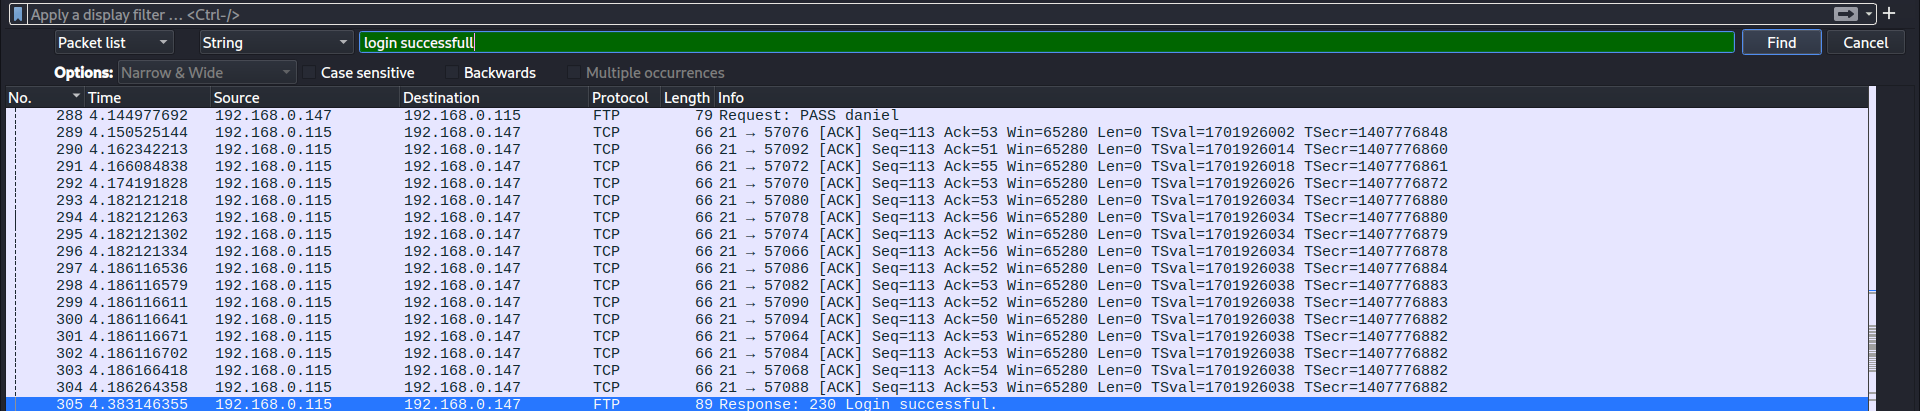 Apply a display filter … <Ctrl-/>
Packet list String login successfull Find Cancel
Options: Narrow & Wide Case sensitive Backwards Multiple occurrences
No. Time Source Destination Protocol Length Info
288 4.144977692 192.168.0.147 192.168.0.115 FTP 79 Request: PASS daniel
289 4.150525144 192.168.0.115 192.168.0.147 TCP 66 21 → 57076 [ACK] Seq=113 Ack=53 Win=65280 Len=0 TSval=1701926002 TSecr=1407776848
290 4.162342213 192.168.0.115 192.168.0.147 TCP 66 21 → 57092 [ACK] Seq=113 Ack=51 Win=65280 Len=0 TSval=1701926014 TSecr=1407776860
291 4.166084838 192.168.0.115 192.168.0.147 TCP 66 21 → 57072 [ACK] Seq=113 Ack=55 Win=65280 Len=0 TSval=1701926018 TSecr=1407776861
292 4.174191828 192.168.0.115 192.168.0.147 TCP 66 21 → 57070 [ACK] Seq=113 Ack=53 Win=65280 Len=0 TSval=1701926026 TSecr=1407776872
293 4.182121218 192.168.0.115 192.168.0.147 TCP 66 21 → 57080 [ACK] Seq=113 Ack=53 Win=65280 Len=0 TSval=1701926034 TSecr=1407776880
294 4.182121263 192.168.0.115 192.168.0.147 TCP 66 21 → 57078 [ACK] Seq=113 Ack=56 Win=65280 Len=0 TSval=1701926034 TSecr=1407776880
295 4.182121302 192.168.0.115 192.168.0.147 TCP 66 21 → 57074 [ACK] Seq=113 Ack=52 Win=65280 Len=0 TSval=1701926034 TSecr=1407776879
296 4.182121334 192.168.0.115 192.168.0.147 TCP 66 21 → 57066 [ACK] Seq=113 Ack=56 Win=65280 Len=0 TSval=1701926034 TSecr=1407776878
297 4.186116536 192.168.0.115 192.168.0.147 TCP 66 21 → 57086 [ACK] Seq=113 Ack=52 Win=65280 Len=0 TSval=1701926038 TSecr=1407776884
298 4.186116579 192.168.0.115 192.168.0.147 TCP 66 21 → 57082 [ACK] Seq=113 Ack=53 Win=65280 Len=0 TSval=1701926038 TSecr=1407776883
299 4.186116611 192.168.0.115 192.168.0.147 TCP 66 21 → 57090 [ACK] Seq=113 Ack=52 Win=65280 Len=0 TSval=1701926038 TSecr=1407776883
300 4.186116641 192.168.0.115 192.168.0.147 TCP 66 21 → 57094 [ACK] Seq=113 Ack=50 Win=65280 Len=0 TSval=1701926038 TSecr=1407776882
301 4.186116671 192.168.0.115 192.168.0.147 TCP 66 21 → 57064 [ACK] Seq=113 Ack=53 Win=65280 Len=0 TSval=1701926038 TSecr=1407776882
302 4.186116702 192.168.0.115 192.168.0.147 TCP 66 21 → 57084 [ACK] Seq=113 Ack=53 Win=65280 Len=0 TSval=1701926038 TSecr=1407776882
303 4.186166418 192.168.0.115 192.168.0.147 TCP 66 21 → 57068 [ACK] Seq=113 Ack=54 Win=65280 Len=0 TSval=1701926038 TSecr=1407776882
304 4.186264358 192.168.0.115 192.168.0.147 TCP 66 21 → 57088 [ACK] Seq=113 Ack=53 Win=65280 Len=0 TSval=1701926038 TSecr=1407776882
305 4.383146355 192.168.0.115 192.168.0.147 FTP 89 Response: 230 Login successful.